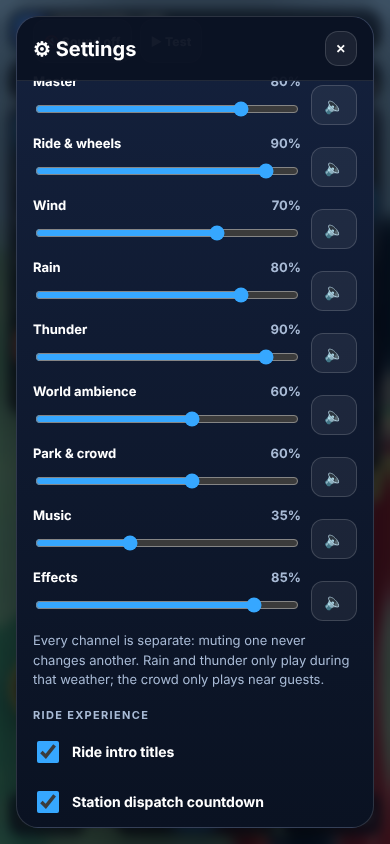 ⚙ Settings
×
Master 80%
Ride & wheels 90%
Wind 70%
Rain 80%
Thunder 90%
World ambience 60%
Park & crowd 60%
Music 35%
Effects 85%
Every channel is separate: muting one never
changes another. Rain and thunder only play during
that weather; the crowd only plays near guests.
RIDE EXPERIENCE
Ride intro titles
Station dispatch countdown